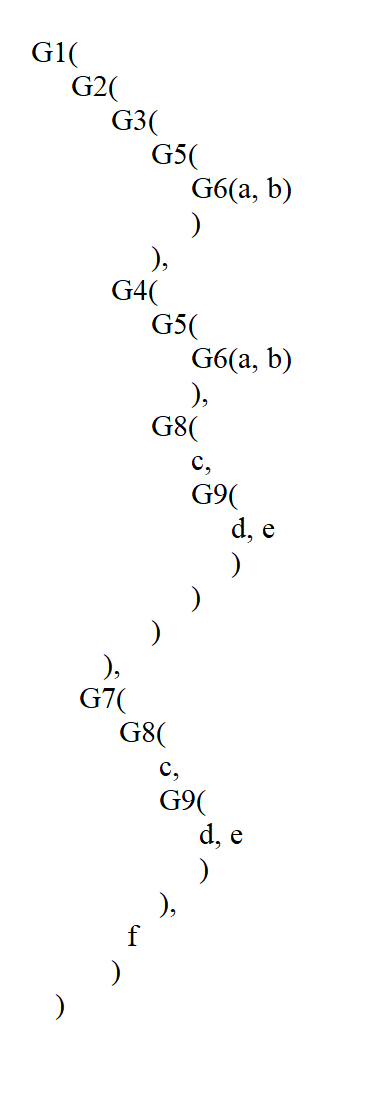 G1(
G2(
G3(
G5(
G6(a, b)
)
),
G4(
G5(
G6(a, b)
),
G8(
c,
G9(
d, e
)
)
)
),
G7(
G8(
c,
G9(
d, e
)
),
f
)
)